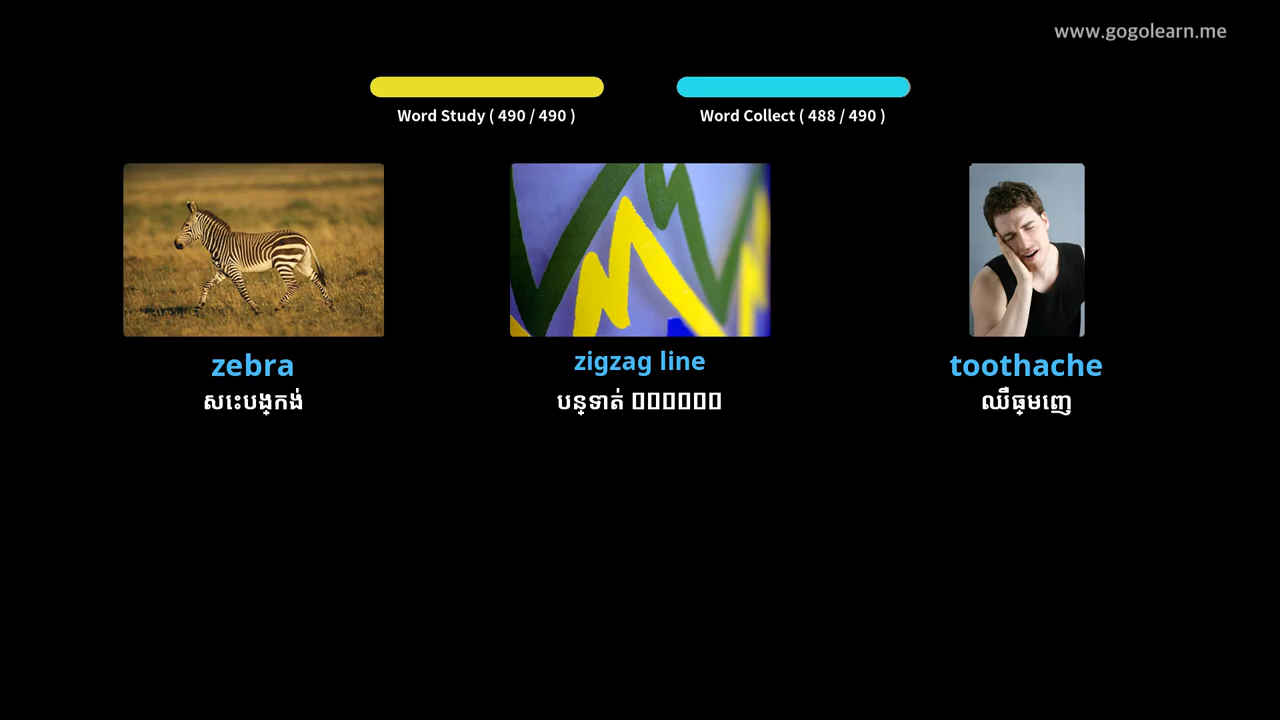 www.gogolearn.me
Word Study ( 490 / 490 )
Word Collect ( 488 / 490 )
zebra
zigzag line
toothache
សេះបង្កង់
បន្ទាត់
ឈឺធ្មេញ